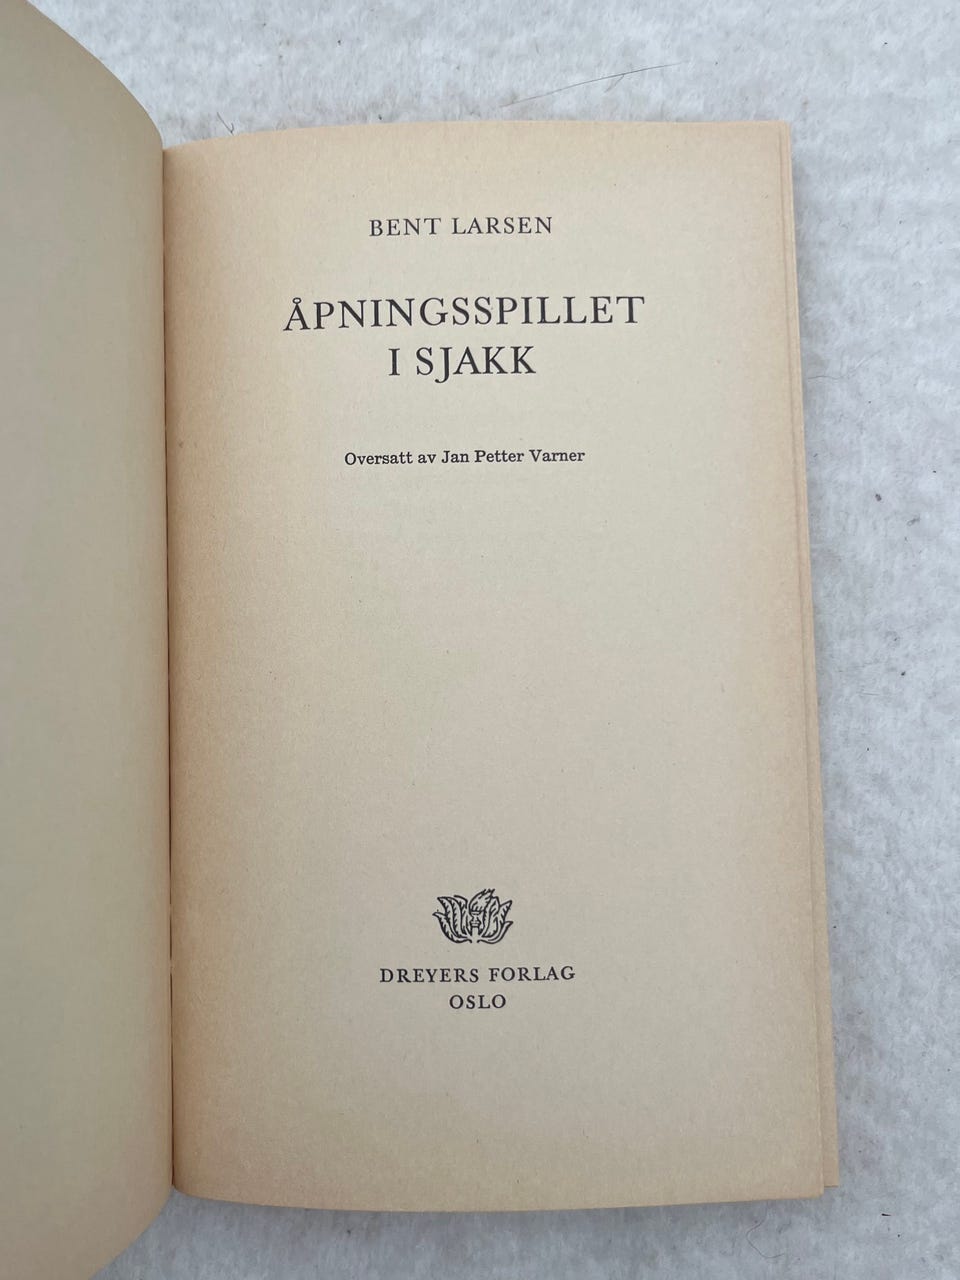 BENT LARSEN
ÅPNINGSSPILLET
I SJAKK
Oversatt av Jan Petter Varner
DREYERS FORLAG
OSLO